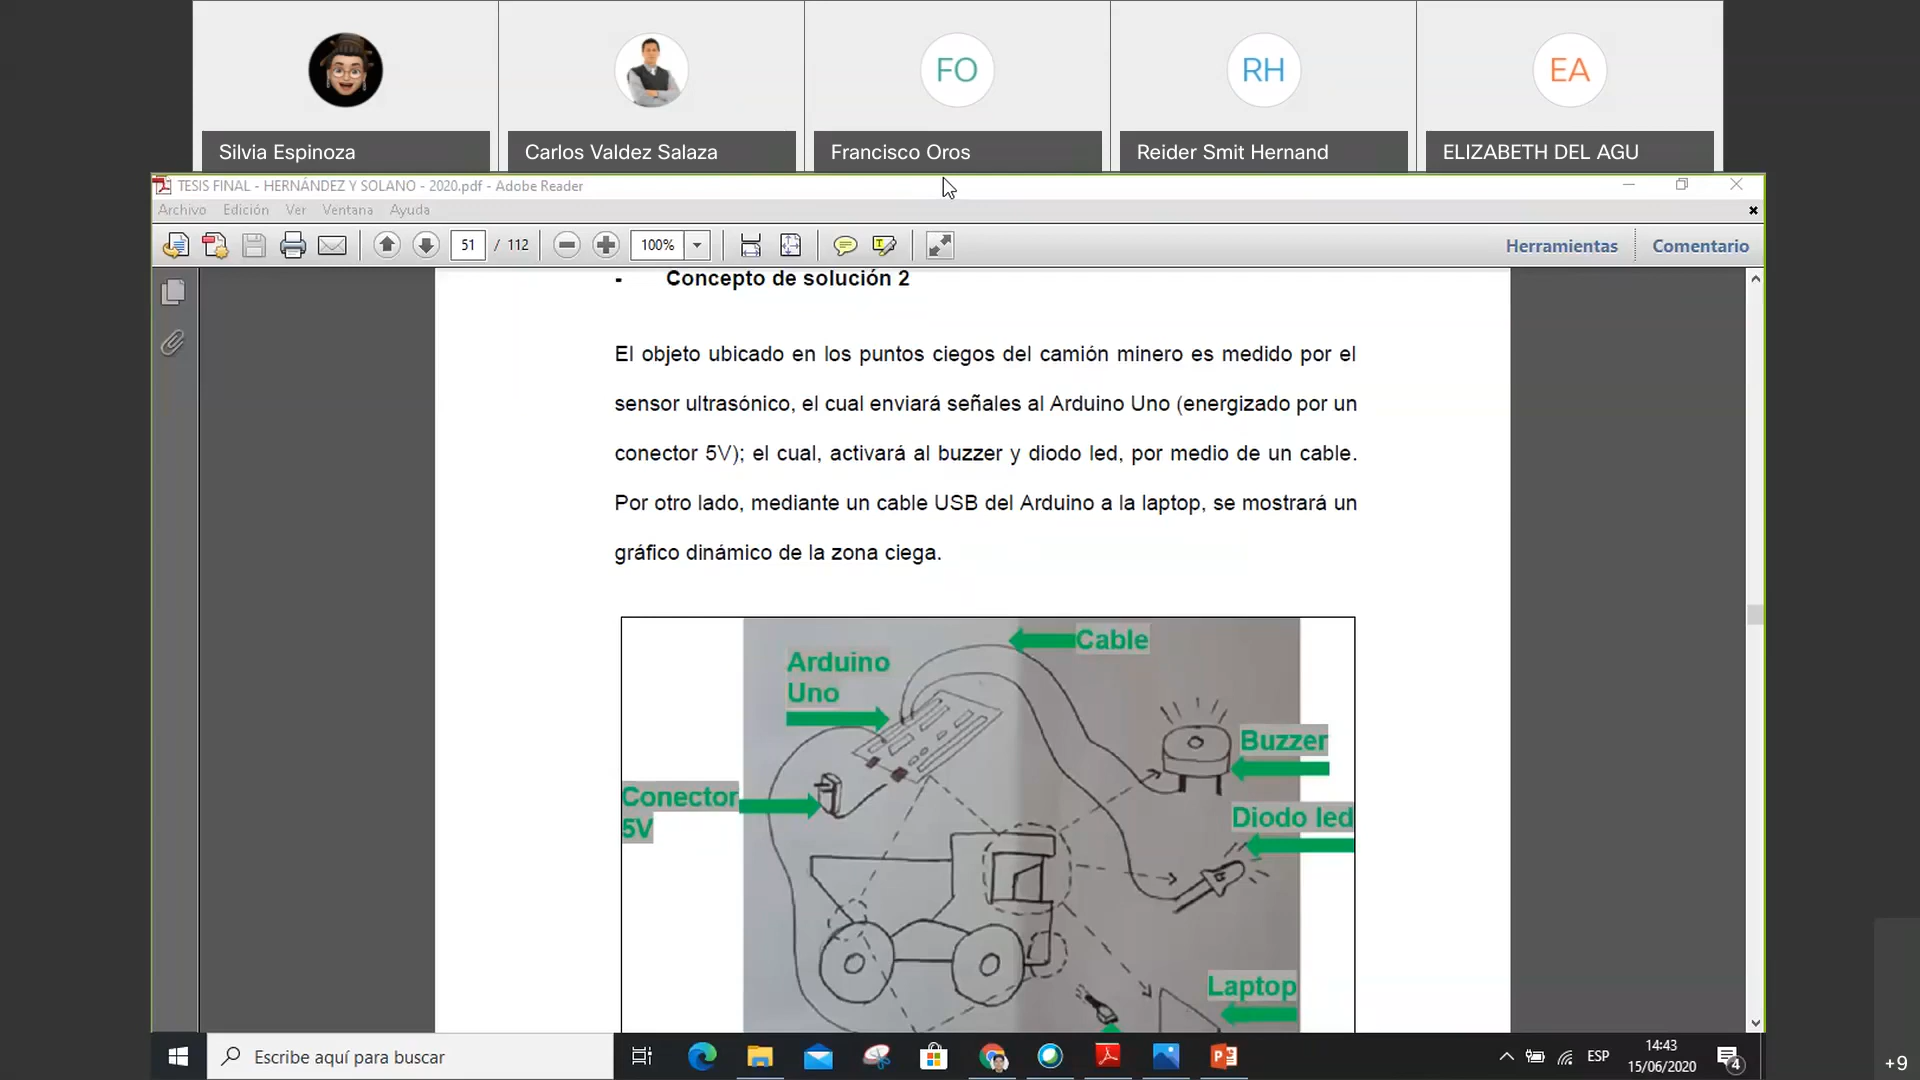 FO
RH
EA
Silvia Espinoza
Carlos Valdez Salaza
Francisco Oros
Reider Smit Hernand
ELIZABETH DEL AGU
TESIS FINAL - HERNÁNDEZ Y SOLANO - 2020.pdf - Adobe Reader
Archivo Edición Ver Ventana Ayuda
51 / 112
100%
Herramientas
Comentario
- Concepto de solución 2
El objeto ubicado en los puntos ciegos del camión minero es medido por el
sensor ultrasónico, el cual enviará señales al Arduino Uno (energizado por un
conector 5V); el cual, activará al buzzer y diodo led, por medio de un cable.
Por otro lado, mediante un cable USB del Arduino a la laptop, se mostrará un
gráfico dinámico de la zona ciega.
Cable
Arduino
Uno
Buzzer
Conector
5V
Diodo led
Laptop
Escribe aquí para buscar
ESP
14:43
15/06/2020
4
+9